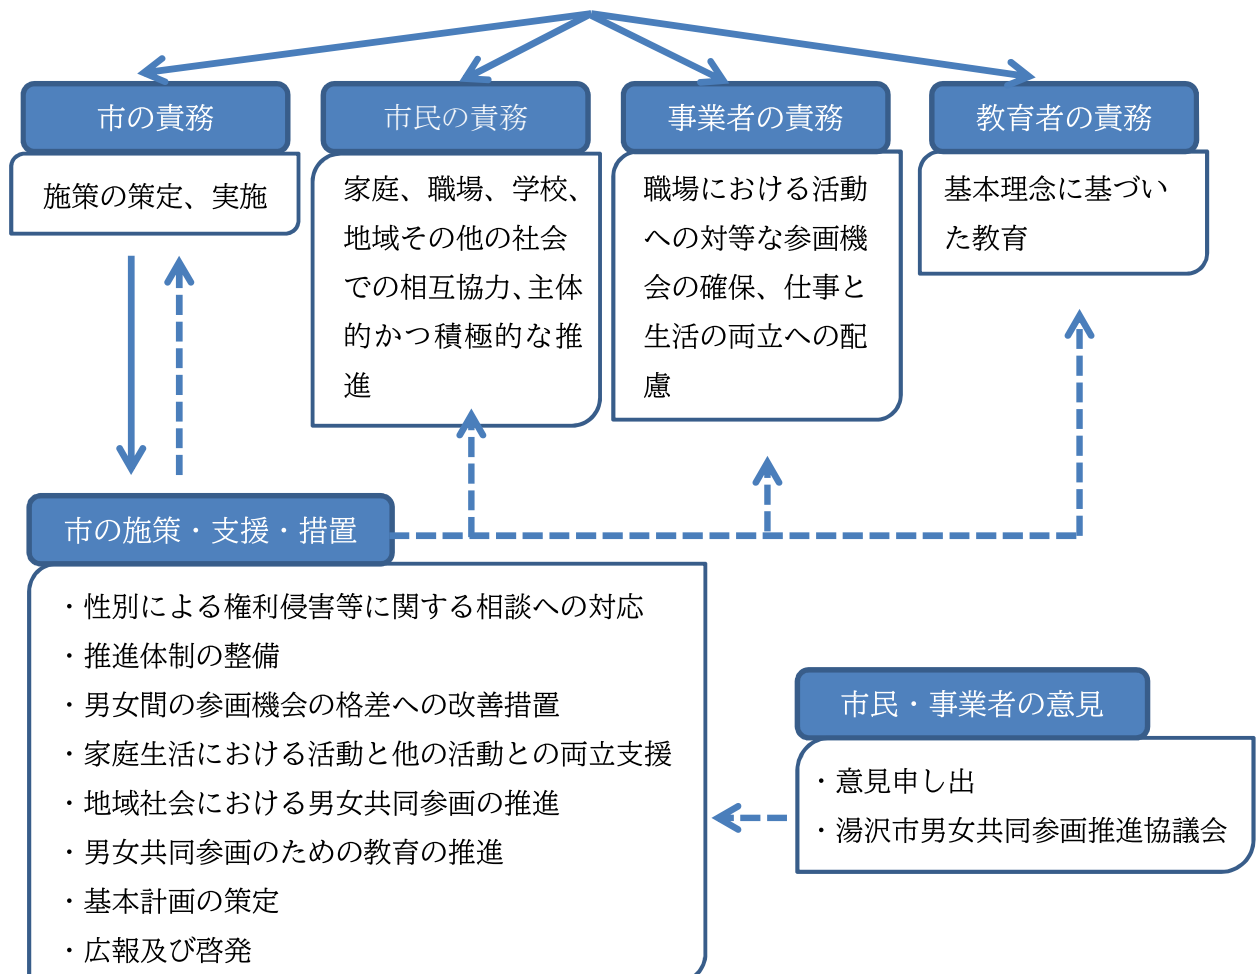 市の責務
施策の策定、実施
市民の責務
家庭、職場、学校、
地域その他の社会
での相互協力、主体
的かつ積極的な推
進
事業者の責務
職場における活動
への対等な参画機
会の確保、仕事と
生活の両立への配
慮
教育者の責務
基本理念に基づい
た教育
市の施策・支援・措置
・性別による権利侵害等に関する相談への対応
・推進体制の整備
・男女間の参画機会の格差への改善措置
・家庭生活における活動と他の活動との両立支援
・地域社会における男女共同参画の推進
・男女共同参画のための教育の推進
・基本計画の策定
・広報及び啓発
市民・事業者の意見
・意見申し出
・湯沢市男女共同参画推進協議会